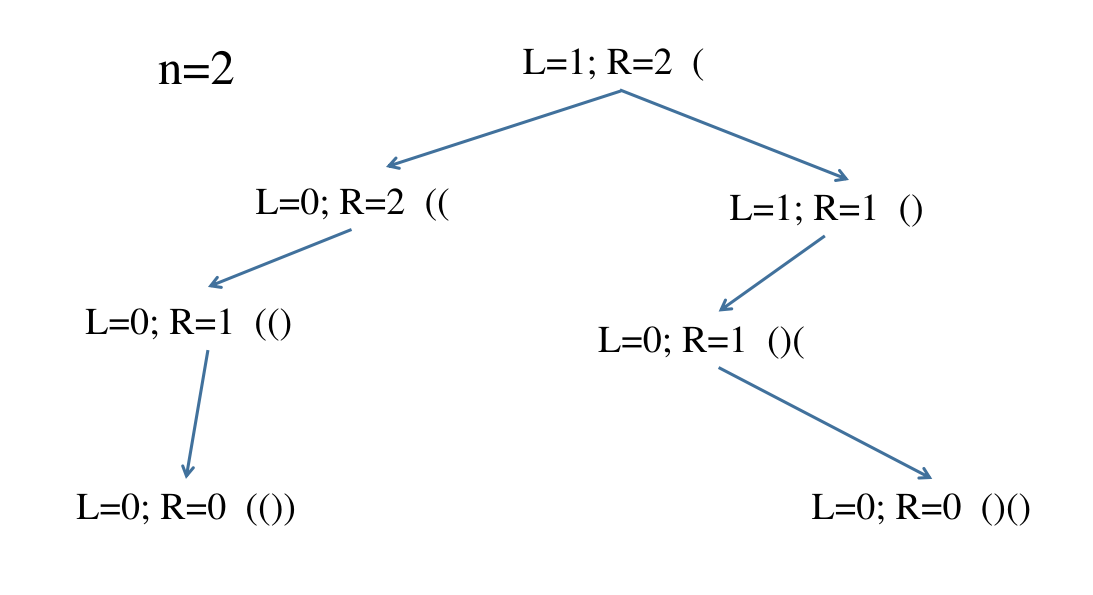 n=2
L=1; R=2 (
L=0; R=2 ((
L=1; R=1 ()
L=0; R=1 (()
L=0; R=1 ()(
L=0; R=0 (())
L=0; R=0 ()()